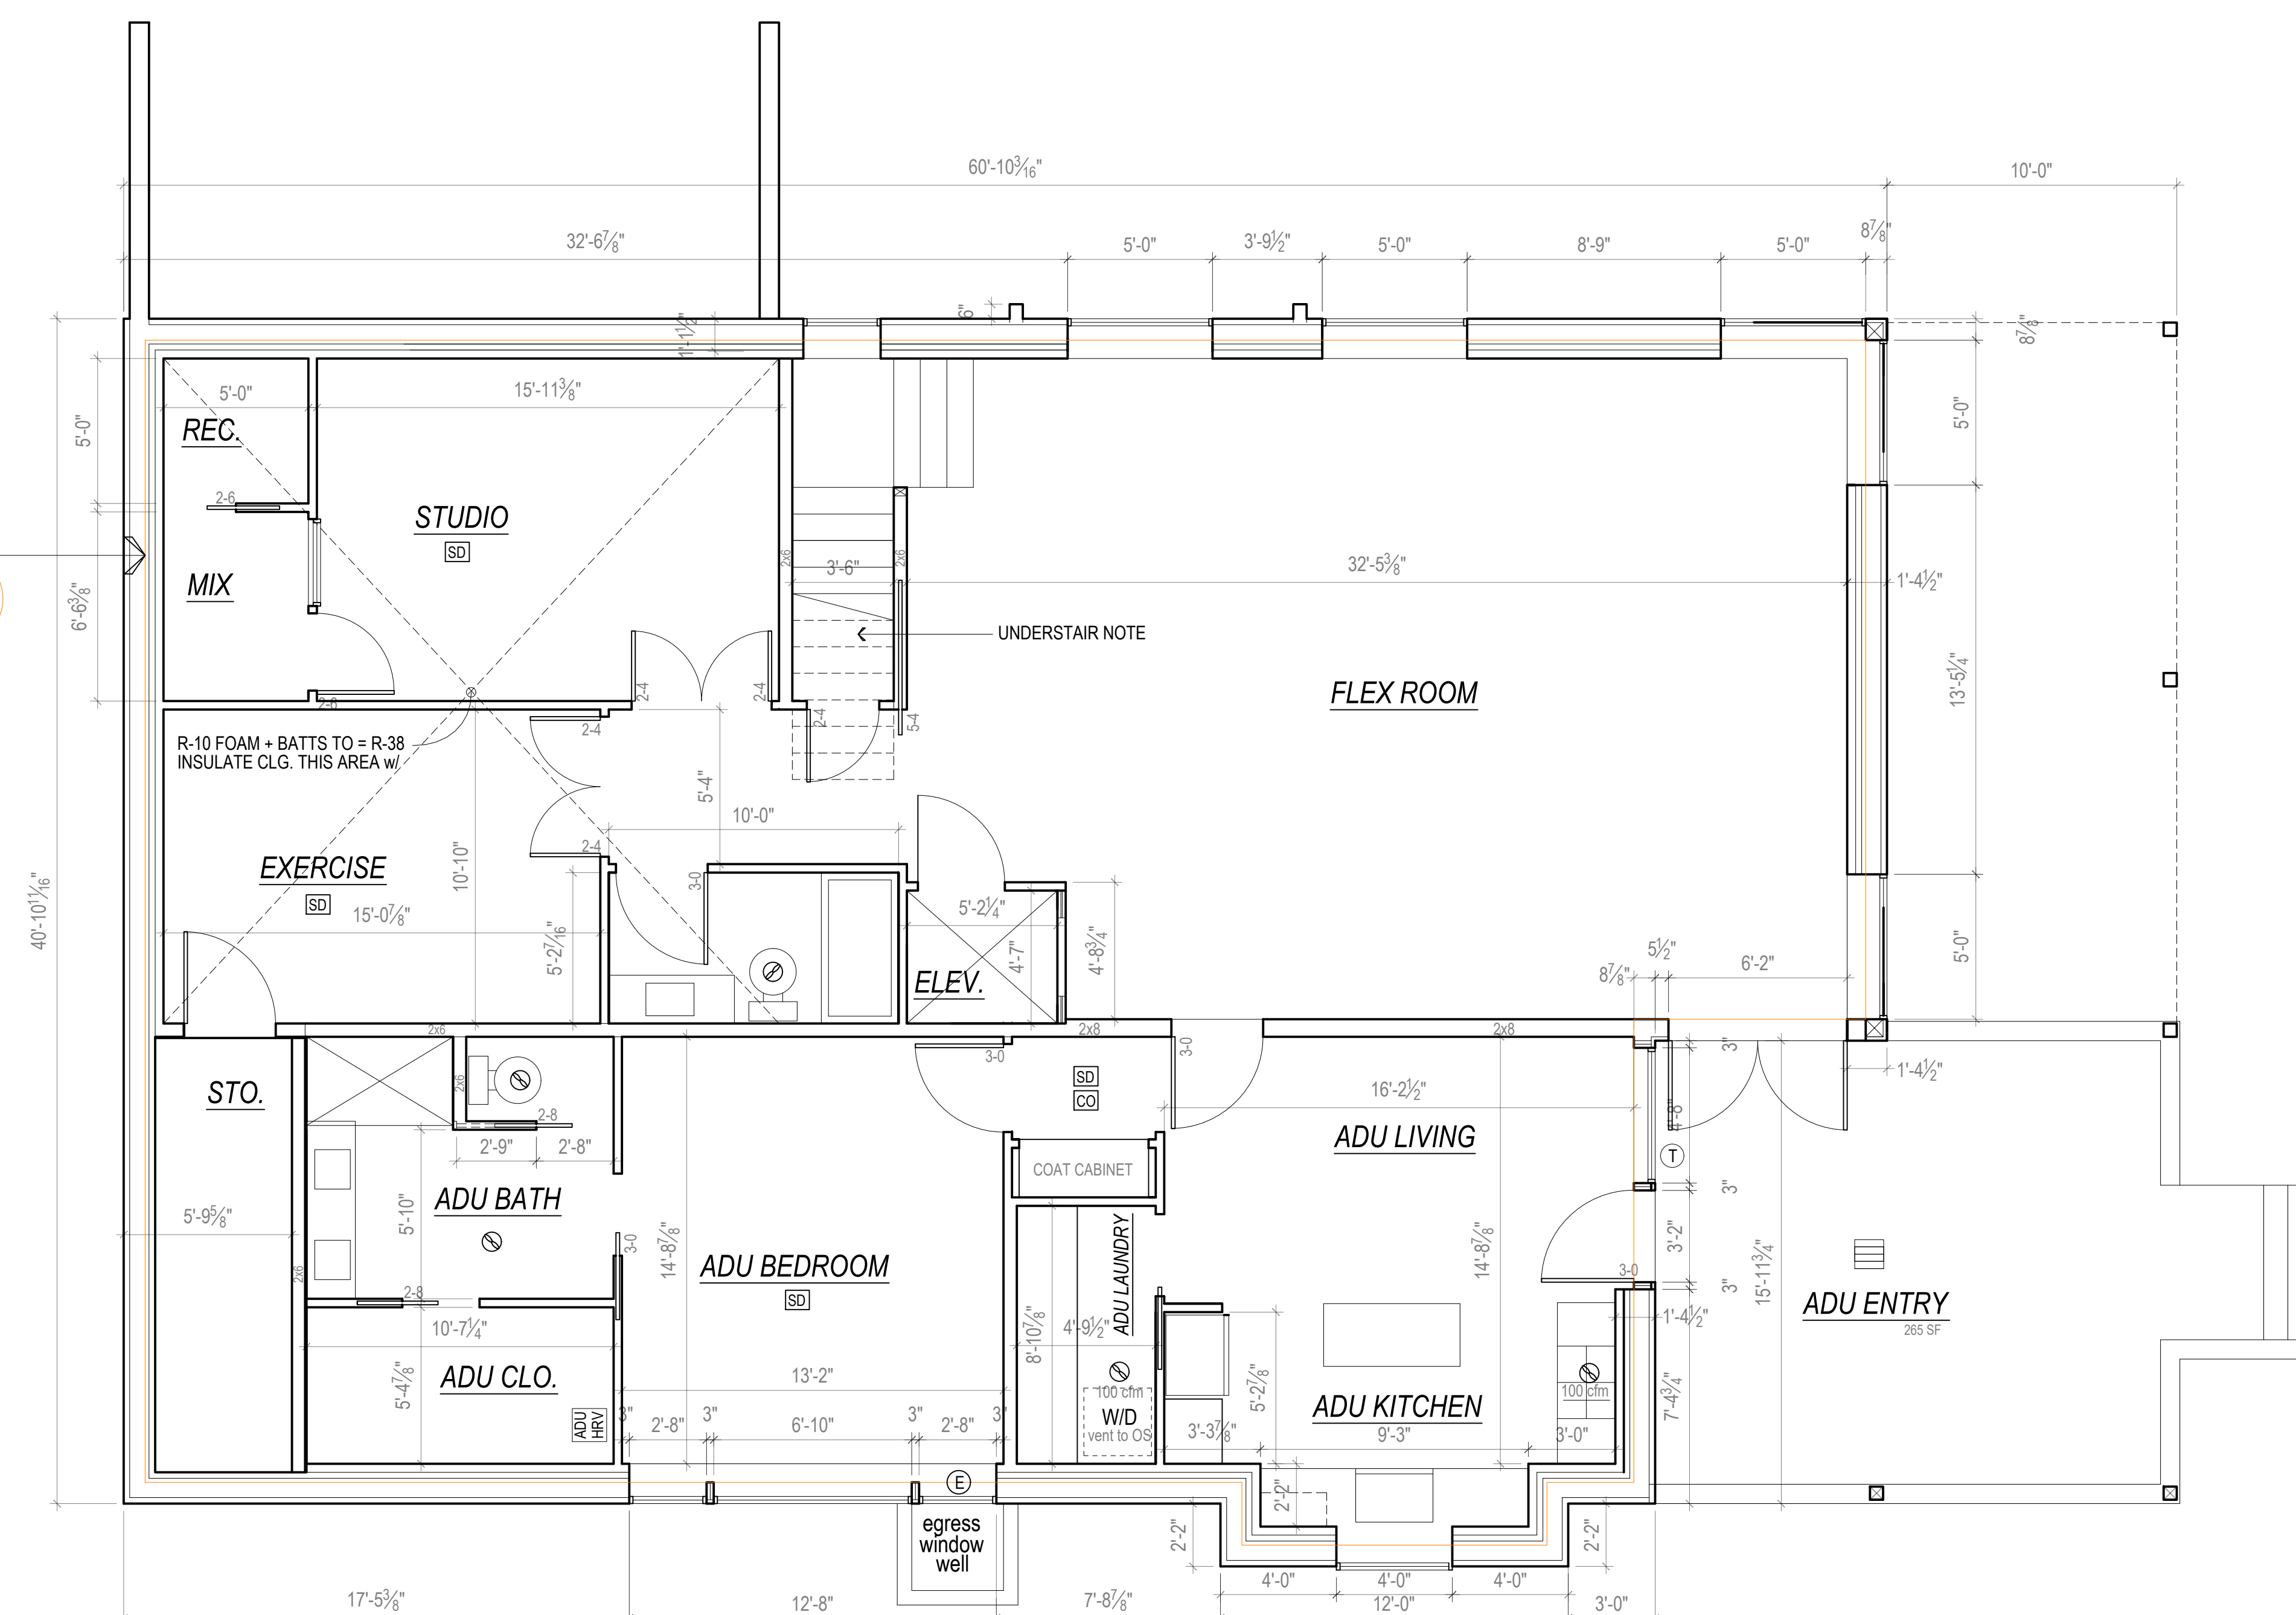 60'-10 3/16"
10'-0"
32'-6 7/8"
5'-0"
3'-9 1/2"
5'-0"
8'-9"
5'-0"
8 7/8"
6"
1'-1 1/2"
8 7/8"
5'-0"
15'-11 3/8"
5'-0"
5'-0"
REC.
2-6
STUDIO
SD
2x6
2x6
3'-6"
32'-5 3/8"
1'-4 1/2"
MIX
6'-6 3/8"
UNDERSTAIR NOTE
FLEX ROOM
13'-5 1/4"
2-6
2-4
2-4
2-4
5-4
2-4
R-10 FOAM + BATTS TO = R-38
INSULATE CLG. THIS AREA w/
5'-4"
10'-0"
2-4
EXERCISE
SD
10'-10"
15'-0 7/8"
3-0
5'-2 1/4"
40'-10 11/16"
5'-2 7/16"
4'-7"
4'-8 3/4"
ELEV.
5 1/2"
8 7/8"
6'-2"
5'-0"
2x6
2x8
2x8
3-0
3-0
3"
1'-4 1/2"
STO.
2x6
SD
CO
16'-2 1/2"
4'-8"
2-8
2'-9"
2'-8"
ADU LIVING
T
COAT CABINET
3"
ADU BATH
5'-9 5/8"
5'-10"
3-0
14'-8 7/8"
ADU BEDROOM
SD
ADU LAUNDRY
14'-8 7/8"
3'-2"
3-0
3"
15'-11 3/4"
ADU ENTRY
265 SF
2x6
2-8
10'-7 1/4"
8'-10 7/8"
4'-9 1/2"
1'-4 1/2"
ADU CLO.
5'-4 7/8"
13'-2"
100 cfm
W/D
vent to OS
5'-2 7/8"
ADU KITCHEN
100 cfm
7'-4 3/4"
ADU
HRV
3"
2'-8"
3"
6'-10"
3"
2'-8"
3"
3'-3 7/8"
9'-3"
3'-0"
E
2'-2"
egress
window
well
2'-2"
2'-2"
17'-5 3/8"
12'-8"
7'-8 7/8"
4'-0"
4'-0"
4'-0"
12'-0"
3'-0"